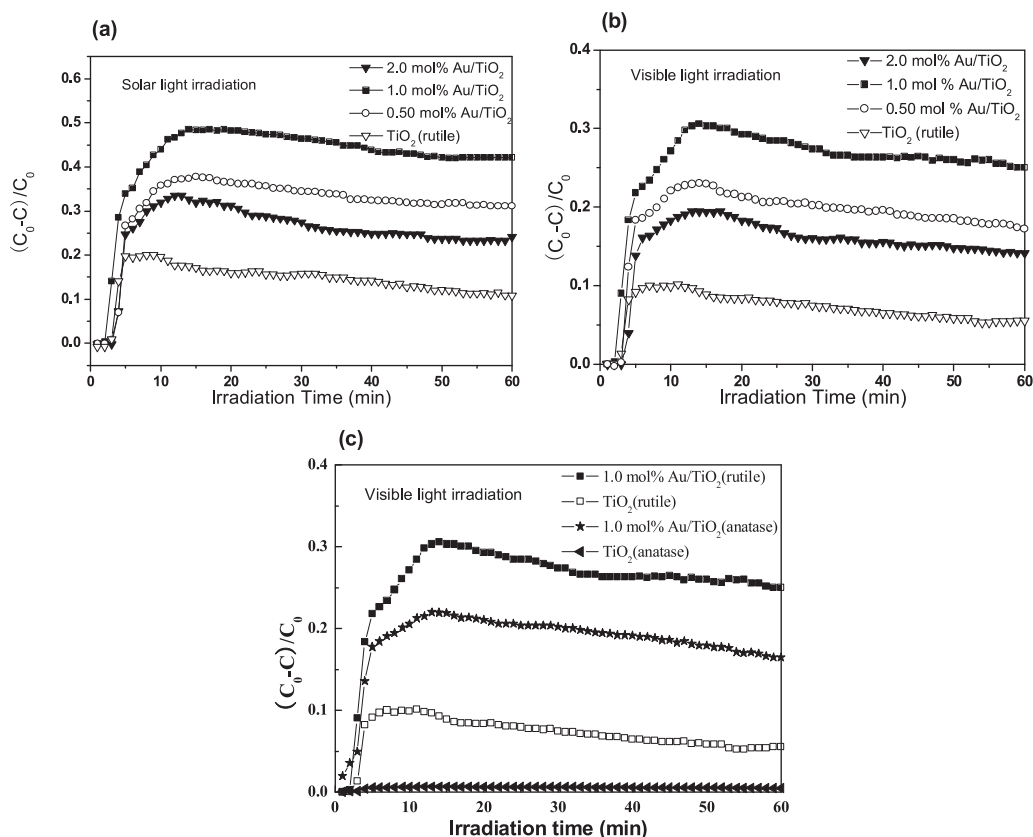 (a)
Solar light irradiation
2.0 mol% Au/TiO₂
1.0 mol% Au/TiO₂
0.50 mol% Au/TiO₂
TiO₂ (rutile)
(C₀-C)/C₀
0.6
0.5
0.4
0.3
0.2
0.1
0.0
0 10 20 30 40 50 60
Irradiation Time (min)
(b)
Visible light irradiation
2.0 mol% Au/TiO₂
1.0 mol % Au/TiO₂
0.50 mol % Au/TiO₂
TiO₂ (rutile)
(C₀-C)/C₀
0.4
0.3
0.2
0.1
0.0
0 10 20 30 40 50 60
Irradiation Time (min)
(c)
Visible light irradiation
1.0 mol% Au/TiO₂(rutile)
TiO₂(rutile)
1.0 mol% Au/TiO₂(anatase)
TiO₂(anatase)
(C₀-C)/C₀
0.4
0.3
0.2
0.1
0.0
0 10 20 30 40 50 60
Irradiation time (min)